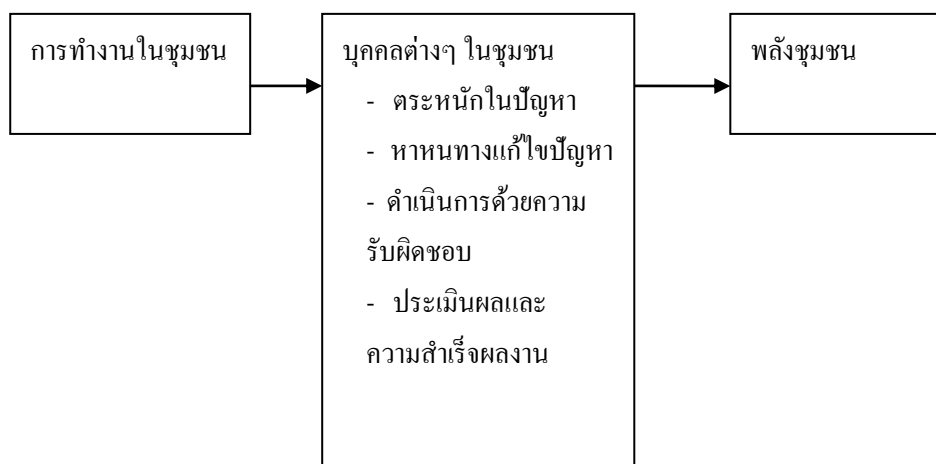 การทำงานในชุมชน
บุคคลต่างๆ ในชุมชน
- ตระหนักในปัญหา
- หาหนทางแก้ไขปัญหา
- ดำเนินการด้วยความ
รับผิดชอบ
- ประเมินผลและ
ความสำเร็จผลงาน
พลังชุมชน